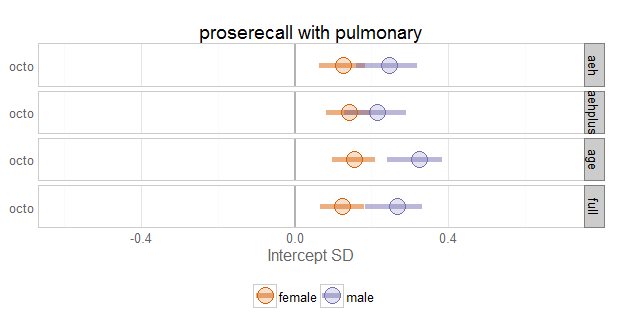 proserecall with pulmonary
octo
aeh
octo
aehplus
octo
age
octo
full
-0.4 0.0 0.4
Intercept SD
female male